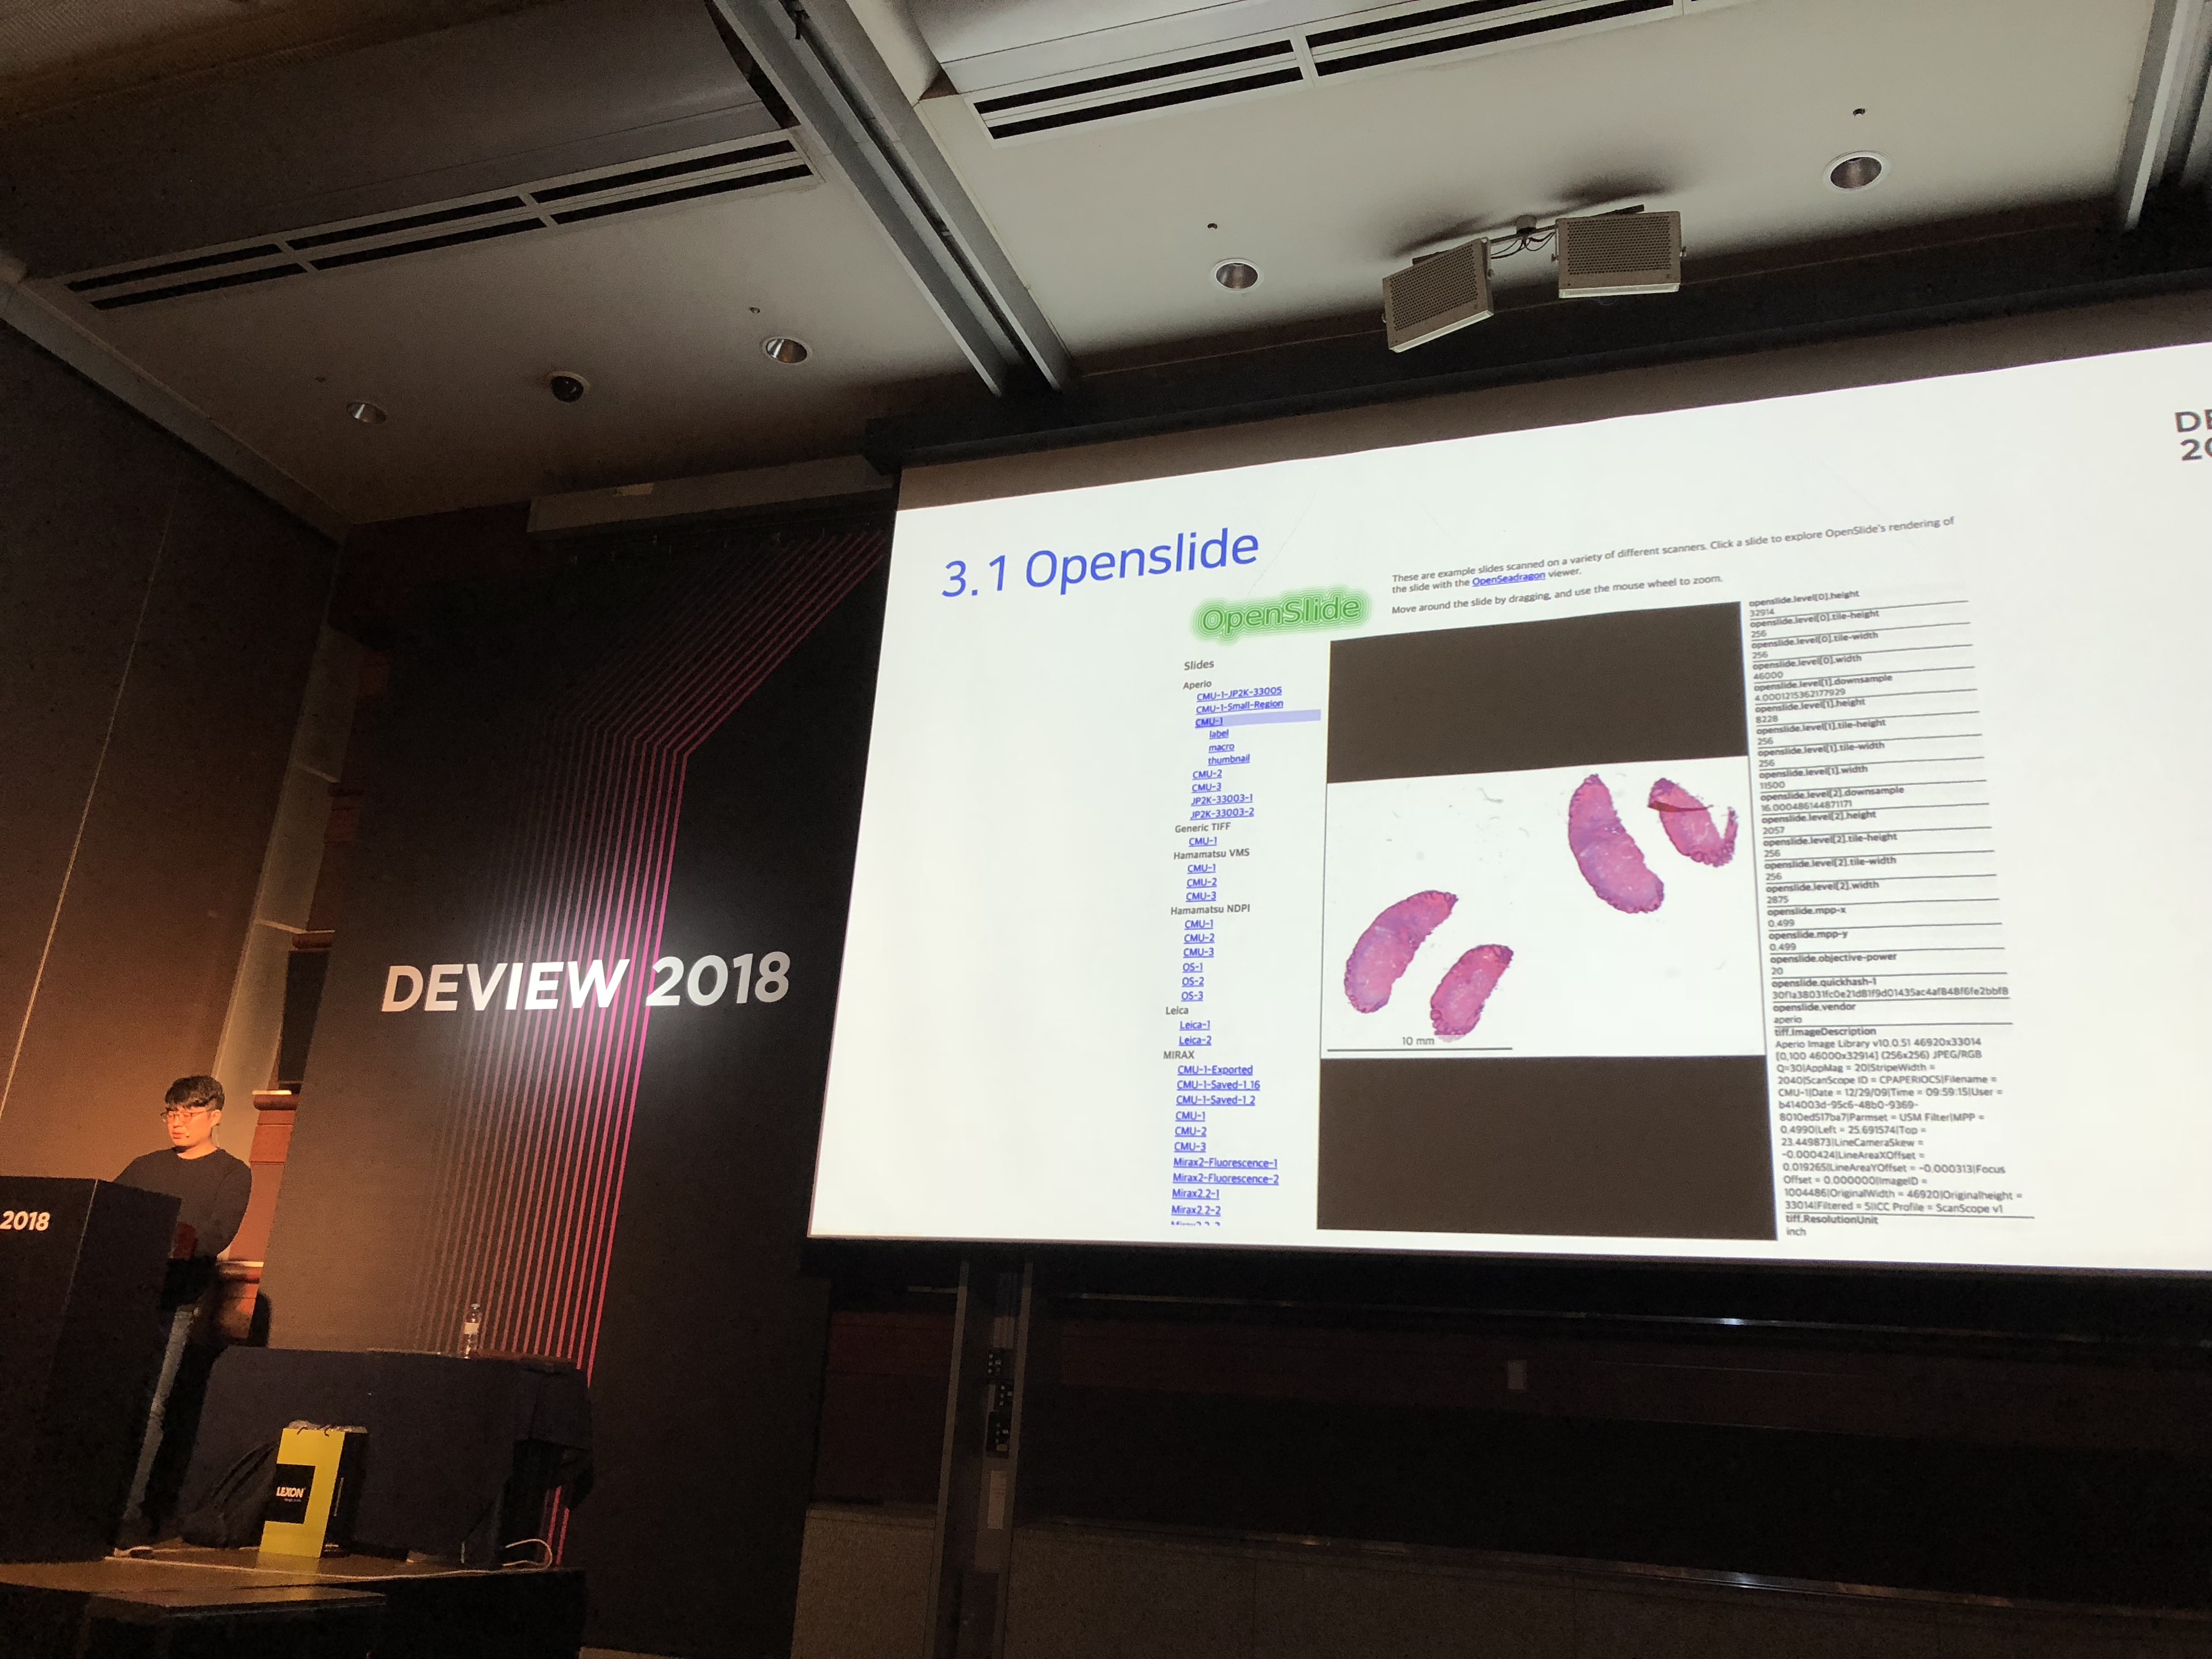 DE
20
3.1 Openslide
OpenSlide
These are example slides scanned on a variety of different scanners. Click a slide to explore OpenSlide's rendering of
the slide with the OpenSeadragon viewer.
Move around the slide by dragging, and use the mouse wheel to zoom.
Slides
Aperio
CMU-1-JP2K-33005
CMU-1-Small-Region
CMU-1
label
macro
thumbnail
CMU-2
CMU-3
JP2K-33003-1
JP2K-33003-2
Generic TIFF
CMU-1
Hamamatsu VMS
CMU-1
CMU-2
CMU-3
Hamamatsu NDPI
CMU-1
CMU-2
CMU-3
OS-1
OS-2
OS-3
Leica
Leica-1
Leica-2
MIRAX
CMU-1-Exported
CMU-1-Saved-1_16
CMU-1-Saved-1_2
CMU-1
CMU-2
CMU-3
Mirax2-Fluorescence-1
Mirax2-Fluorescence-2
Mirax2.2-1
Mirax2.2-2
10 mm
openslide.level[0].height
32914
openslide.level[0].tile-height
256
openslide.level[0].tile-width
256
openslide.level[0].width
46000
openslide.level[1].downsample
4.0001215362177929
openslide.level[1].height
8228
openslide.level[1].tile-height
256
openslide.level[1].tile-width
256
openslide.level[1].width
11500
openslide.level[2].downsample
16.000486144871171
openslide.level[2].height
2057
openslide.level[2].tile-height
256
openslide.level[2].tile-width
256
openslide.level[2].width
2875
openslide.mpp-x
0.499
openslide.mpp-y
0.499
openslide.objective-power
20
openslide.quickhash-1
openslide.vendor
aperio
tiff.ImageDescription
Aperio Image Library v10.0.51 46920x33014
[0,100 46000x32914] (256x256) JPEG/RGB
Q=30|AppMag = 20|StripeWidth =
2040|ScanScope ID = CPAPERIOCS|Filename =
CMU-1|Date = 12/29/09|Time = 09:59:15|User =
b414003d-95c6-48b0-9369-
8010ed517ba7|Parmset = USM Filter|MPP =
0.4990|Left = 25.691574|Top =
23.449873|LineCameraSkew =
-0.000424|LineAreaXOffset =
0.019265|LineAreaYOffset = -0.000313|Focus
Offset = 0.000000|ImageID =
1004486|OriginalWidth = 46920|Originalheight =
33014|Filtered = 5|ICC Profile = ScanScope v1
tiff.ResolutionUnit
inch
DEVIEW 2018
2018
LEXON